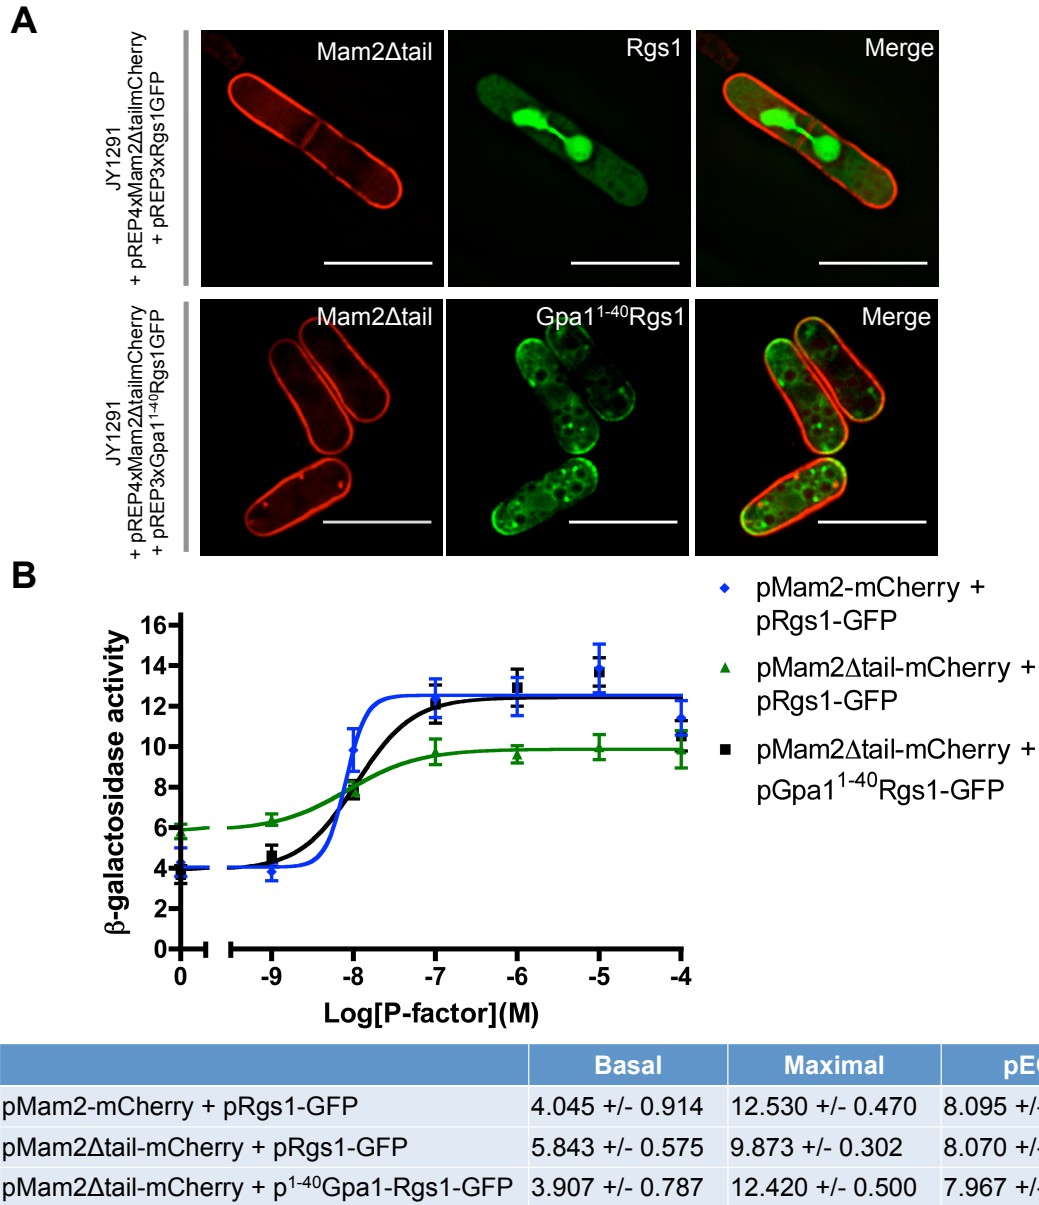 A
JY1291
+ pREP4xMam2ΔtailmCherry
+ pREP3xRgs1GFP
Mam2Δtail
Rgs1
Merge
JY1291
+ pREP4xMam2ΔtailmCherry
+ pREP3xGpa1¹⁻⁴⁰Rgs1GFP
Mam2Δtail
Gpa1¹⁻⁴⁰Rgs1
Merge
B
β-galactosidase activity
16
14
12
10
8
6
4
2
0
0 -9 -8 -7 -6 -5 -4
Log[P-factor](M)
pMam2-mCherry +
pRgs1-GFP
pMam2Δtail-mCherry +
pRgs1-GFP
pMam2Δtail-mCherry +
pGpa1¹⁻⁴⁰Rgs1-GFP
Basal Maximal
pMam2-mCherry + pRgs1-GFP 4.045 +/- 0.914 12.530 +/- 0.470 8.095 +/-
pMam2Δtail-mCherry + pRgs1-GFP 5.843 +/- 0.575 9.873 +/- 0.302 8.070 +/-
pMam2Δtail-mCherry + p¹⁻⁴⁰Gpa1-Rgs1-GFP 3.907 +/- 0.787 12.420 +/- 0.500 7.967 +/-